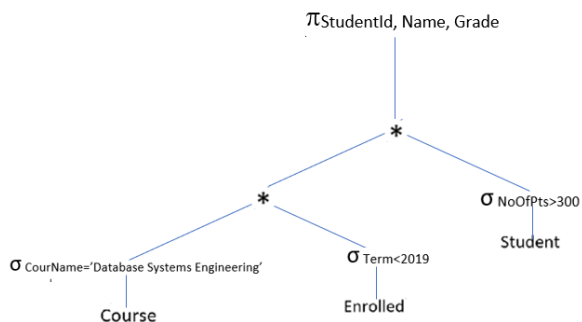 πStudentId, Name, Grade
*
*
σ NoOfPts>300
Student
σ CourName='Database Systems Engineering'
σ Term<2019
Enrolled
Course